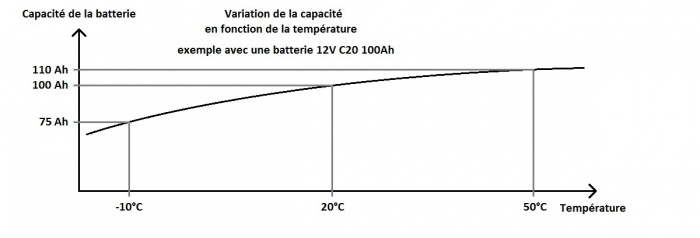 Capacité de la batterie
Variation de la capacité
en fonction de la température
exemple avec une batterie 12V C20 100Ah
110 Ah
100 Ah
75 Ah
-10°C
20°C
50°C
Température